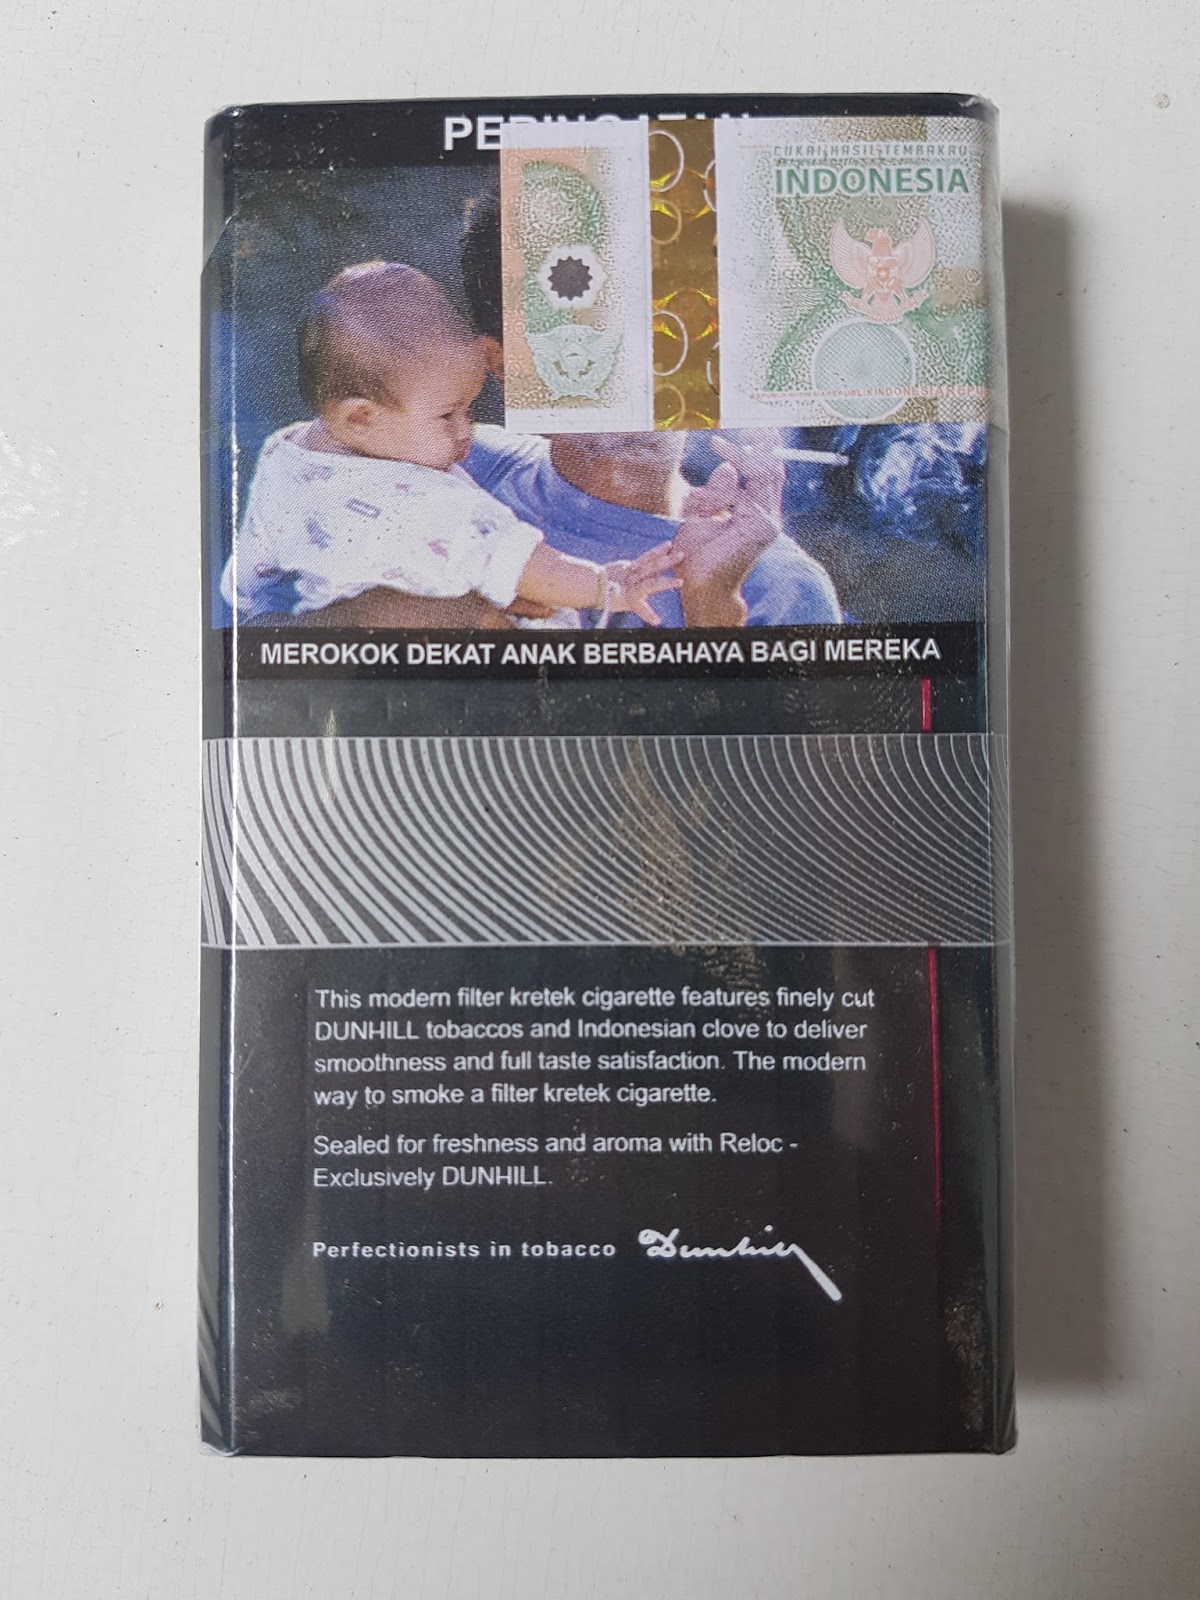 CUKAI HASIL TEMBAKAU
INDONESIA
MEROKOK DEKAT ANAK BERBAHAYA BAGI MEREKA
This modern filter kretek cigarette features finely cut
DUNHILL tobaccos and Indonesian clove to deliver
smoothness and full taste satisfaction. The modern
way to smoke a filter kretek cigarette.
Sealed for freshness and aroma with Reloc -
Exclusively DUNHILL.
Perfectionists in tobacco Dunhill